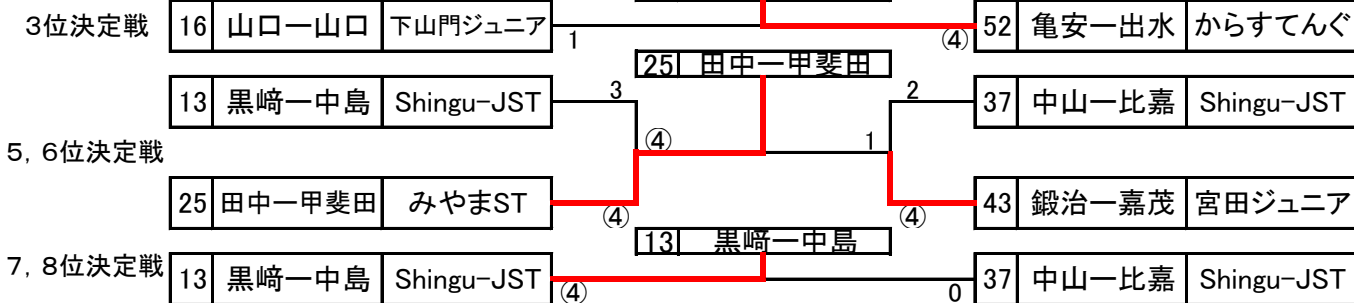 3位決定戦 16 山口ー山口 下山門ジュニア 1 ④ 52 亀安ー出水 からすてんぐ
25 田中ー甲斐田
13 黒﨑ー中島 Shingu-JST 3 2 37 中山ー比嘉 Shingu-JST
5，6位決定戦 ④ 1
25 田中ー甲斐田 みやまST ④ ④ 43 鍛治ー嘉茂 宮田ジュニア
13 黒﨑ー中島
7，8位決定戦 13 黒﨑ー中島 Shingu-JST ④ 0 37 中山ー比嘉 Shingu-JST